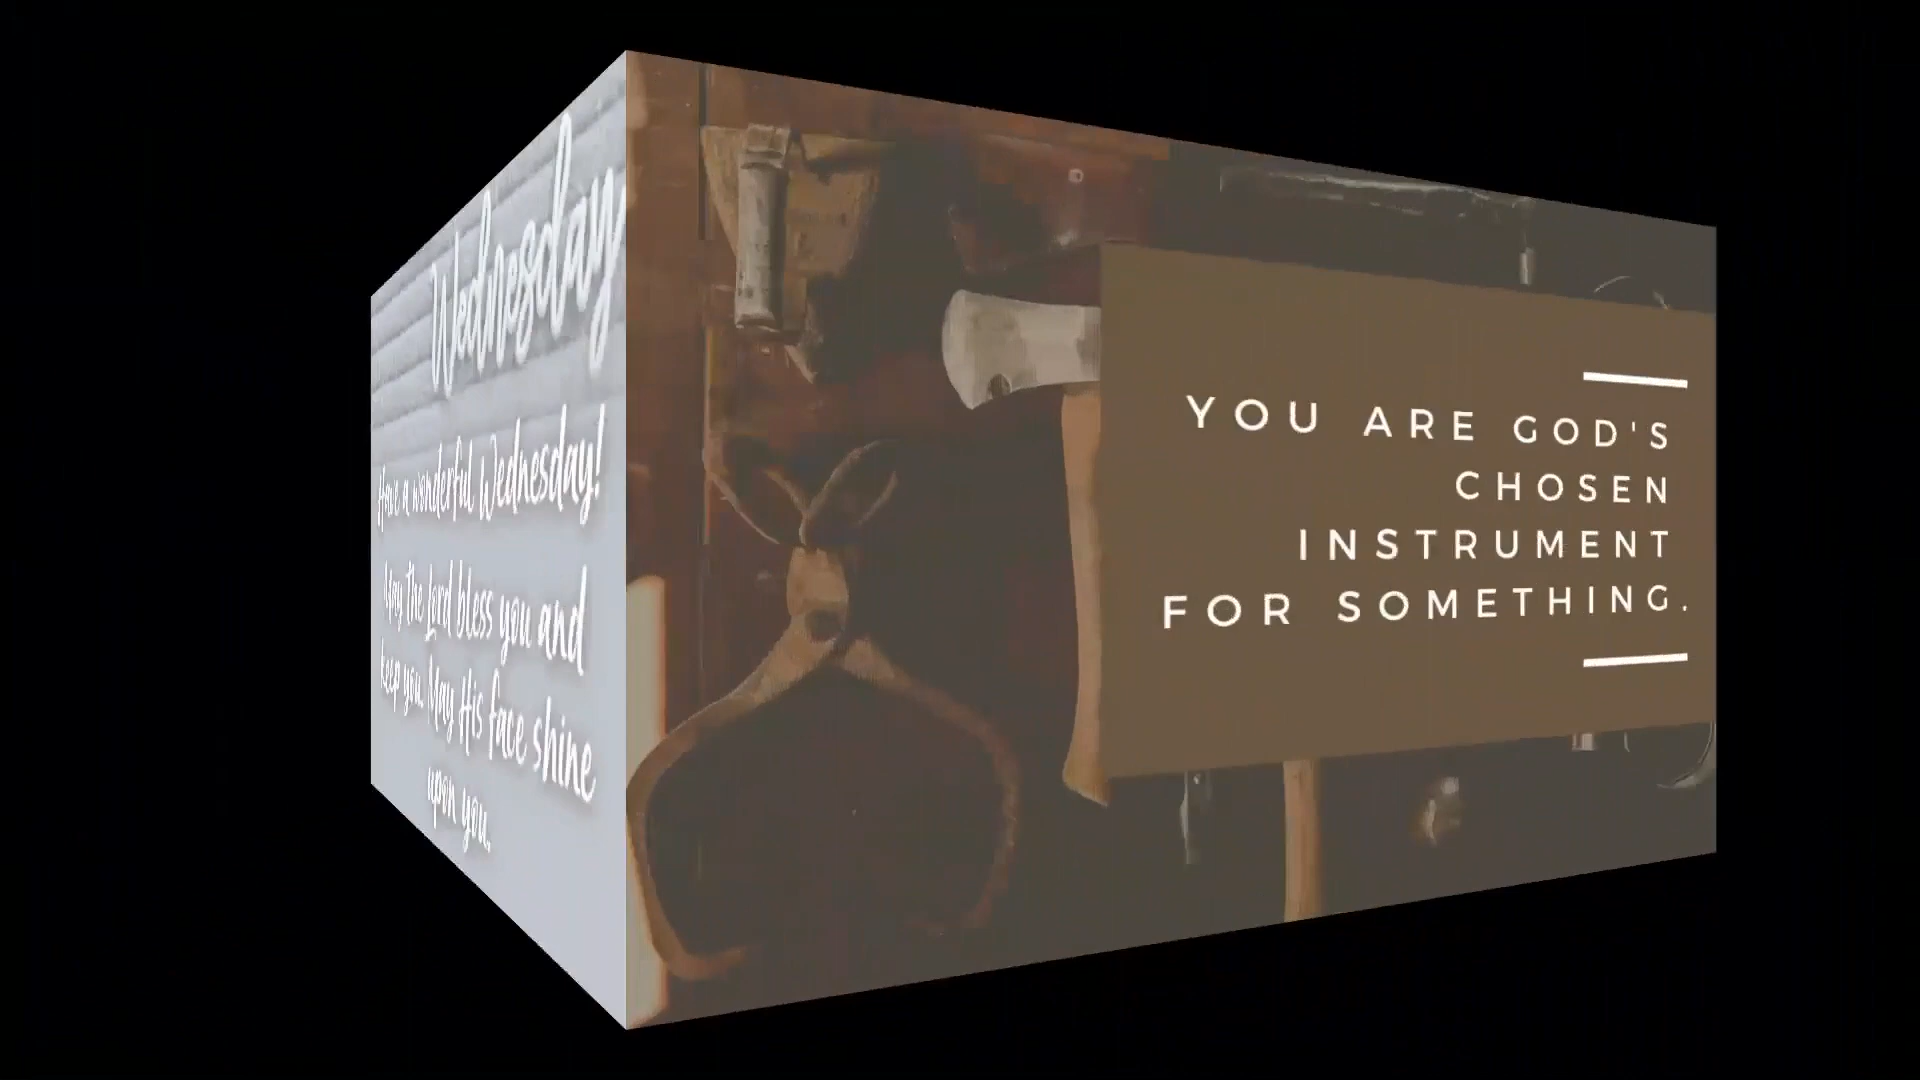 Wednesday
Have a wonderful Wednesday!
May the Lord bless you and
keep you. May His face shine
upon you.
YOU ARE GOD'S
CHOSEN
INSTRUMENT
FOR SOMETHING.